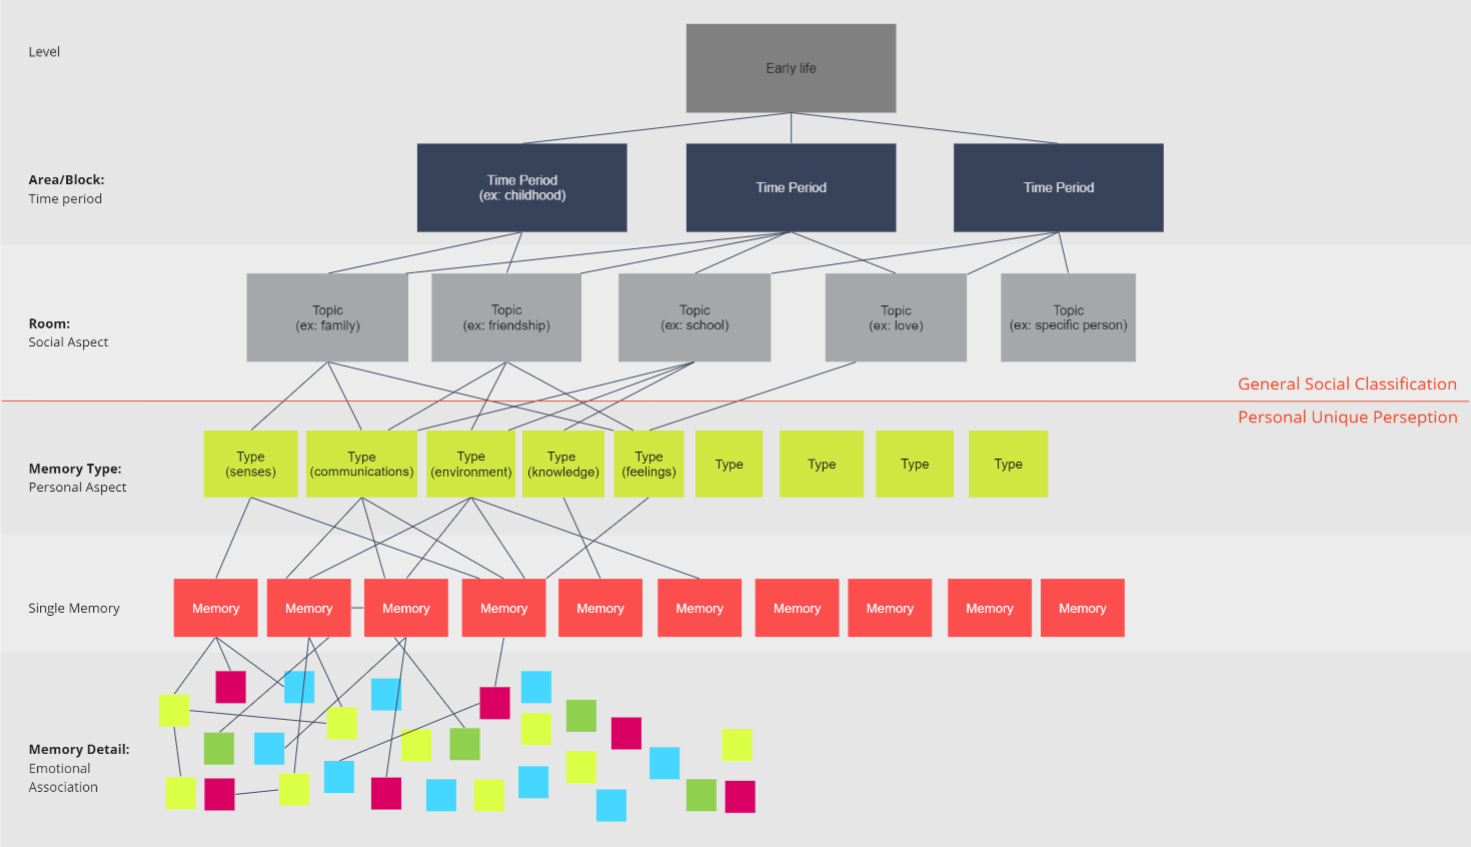 Level
Early life
Area/Block:
Time period
Time Period
(ex: childhood)
Time Period
Time Period
Room:
Social Aspect
Topic
(ex: family)
Topic
(ex: friendship)
Topic
(ex: school)
Topic
(ex: love)
Topic
(ex: specific person)
General Social Classification
Personal Unique Perseption
Memory Type:
Personal Aspect
Type
(senses)
Type
(communications)
Type
(environment)
Type
(knowledge)
Type
(feelings)
Type
Type
Type
Type
Single Memory
Memory
Memory
Memory
Memory
Memory
Memory
Memory
Memory
Memory
Memory
Memory Detail:
Emotional
Association